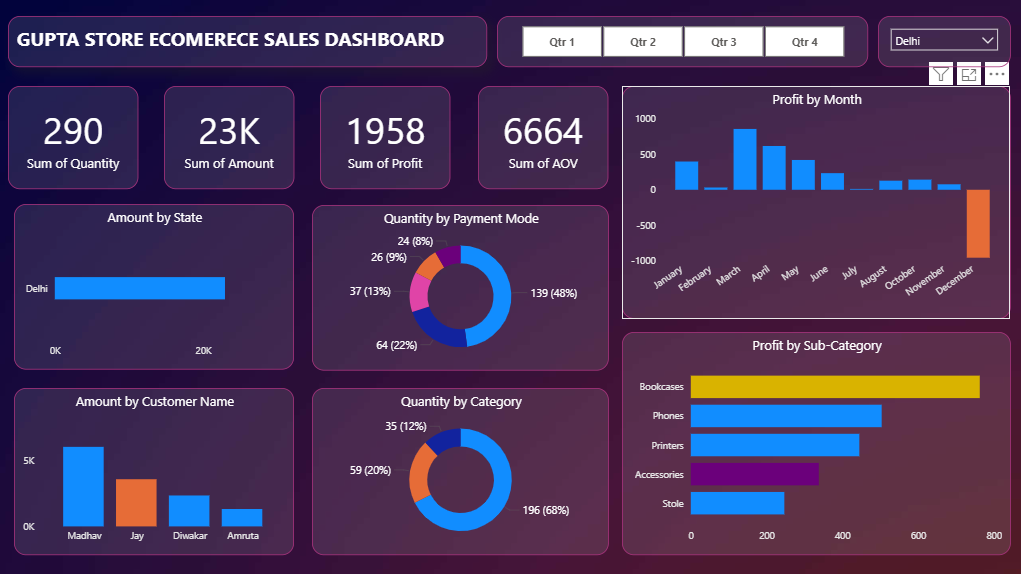 GUPTA STORE ECOMERECE SALES DASHBOARD
Qtr 1
Qtr 2
Qtr 3
Qtr 4
Delhi
290
Sum of Quantity
23K
Sum of Amount
1958
Sum of Profit
6664
Sum of AOV
Profit by Month
1000
500
0
-500
-1000
January
February
March
April
May
June
July
August
October
November
December
Amount by State
Delhi
0K
20K
Quantity by Payment Mode
24 (8%)
26 (9%)
37 (13%)
64 (22%)
139 (48%)
Profit by Sub-Category
Bookcases
Phones
Printers
Accessories
Stole
0
200
400
600
800
Amount by Customer Name
5K
0K
Madhav
Jay
Diwakar
Amruta
Quantity by Category
35 (12%)
59 (20%)
196 (68%)